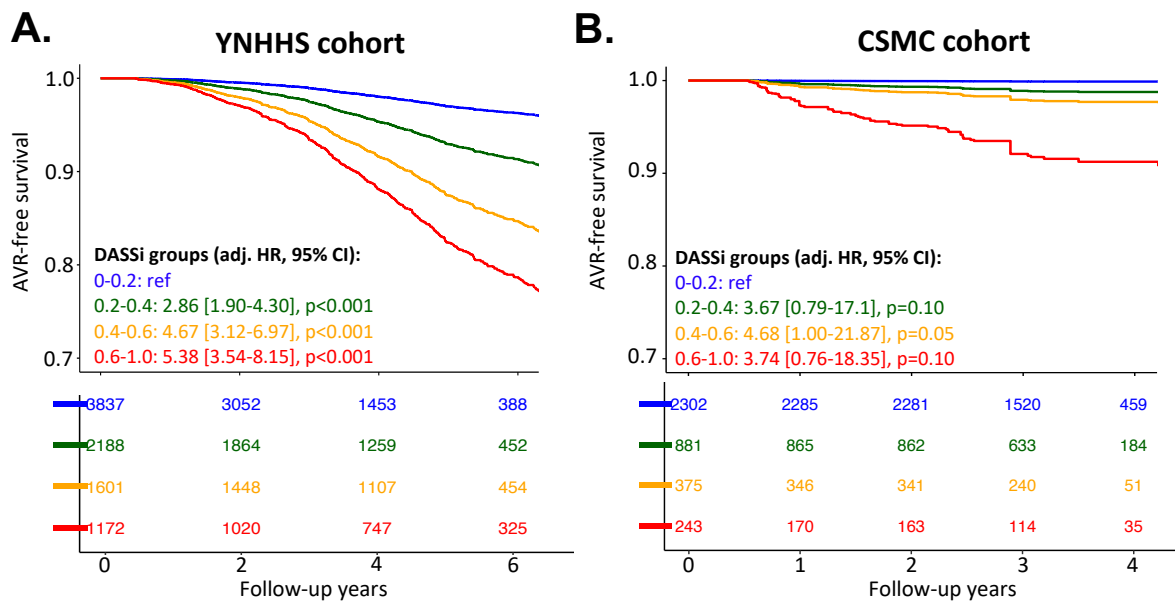 A.
YNHHS cohort
1.0
0.9
0.8
0.7
AVR-free survival
DASSi groups (adj. HR, 95% CI):
0-0.2: ref
0.2-0.4: 2.86 [1.90-4.30], p<0.001
0.4-0.6: 4.67 [3.12-6.97], p<0.001
0.6-1.0: 5.38 [3.54-8.15], p<0.001
3837 3052 1453 388
2188 1864 1259 452
1601 1448 1107 454
1172 1020 747 325
0 2 4 6
Follow-up years
B.
CSMC cohort
1.0
0.9
0.8
0.7
AVR-free survival
DASSi groups (adj. HR, 95% CI):
0-0.2: ref
0.2-0.4: 3.67 [0.79-17.1], p=0.10
0.4-0.6: 4.68 [1.00-21.87], p=0.05
0.6-1.0: 3.74 [0.76-18.35], p=0.10
2302 2285 2281 1520 459
881 865 862 633 184
375 346 341 240 51
243 170 163 114 35
0 1 2 3 4
Follow-up years